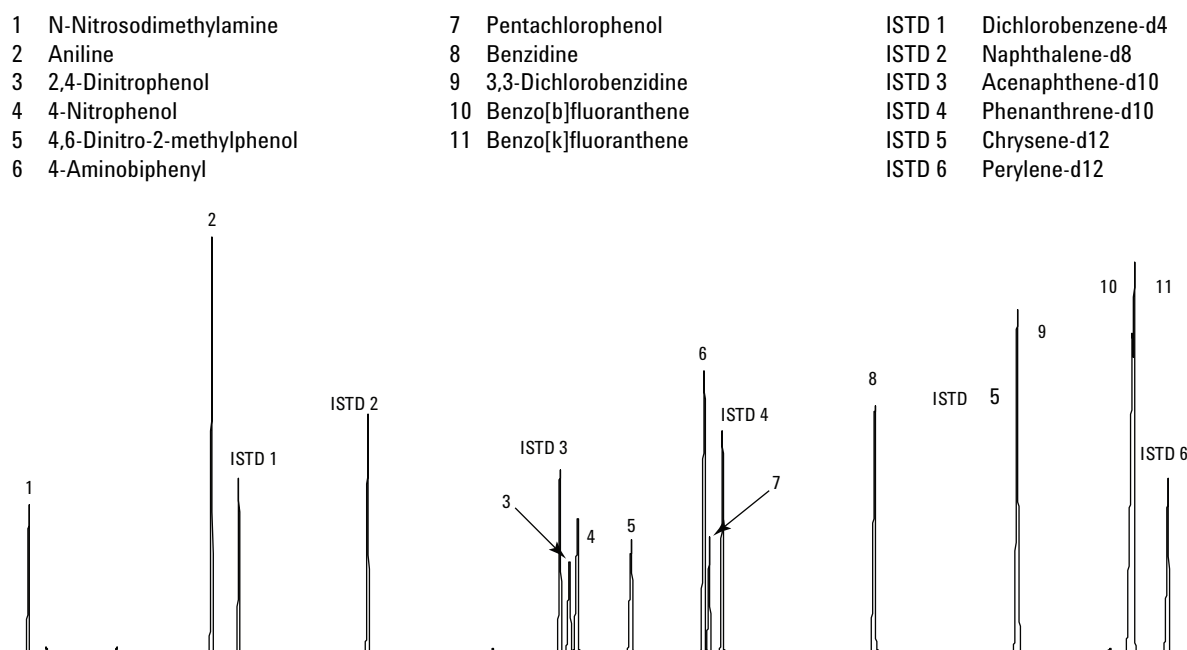 1 N-Nitrosodimethylamine
2 Aniline
3 2,4-Dinitrophenol
4 4-Nitrophenol
5 4,6-Dinitro-2-methylphenol
6 4-Aminobiphenyl
7 Pentachlorophenol
8 Benzidine
9 3,3-Dichlorobenzidine
10 Benzo[b]fluoranthene
11 Benzo[k]fluoranthene
ISTD 1 Dichlorobenzene-d4
ISTD 2 Naphthalene-d8
ISTD 3 Acenaphthene-d10
ISTD 4 Phenanthrene-d10
ISTD 5 Chrysene-d12
ISTD 6 Perylene-d12
1
2
ISTD 1
ISTD 2
ISTD 3
3
4
5
6
ISTD 4
7
8
ISTD 5
9
10
11
ISTD 6